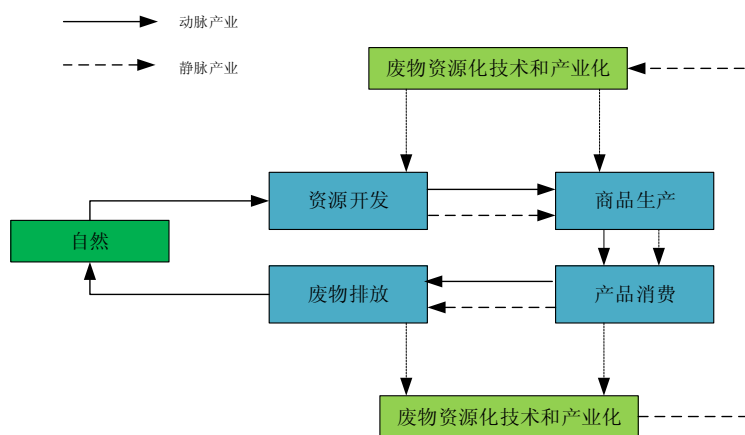 动脉产业
静脉产业
废物资源化技术和产业化
资源开发
商品生产
自然
废物排放
产品消费
废物资源化技术和产业化